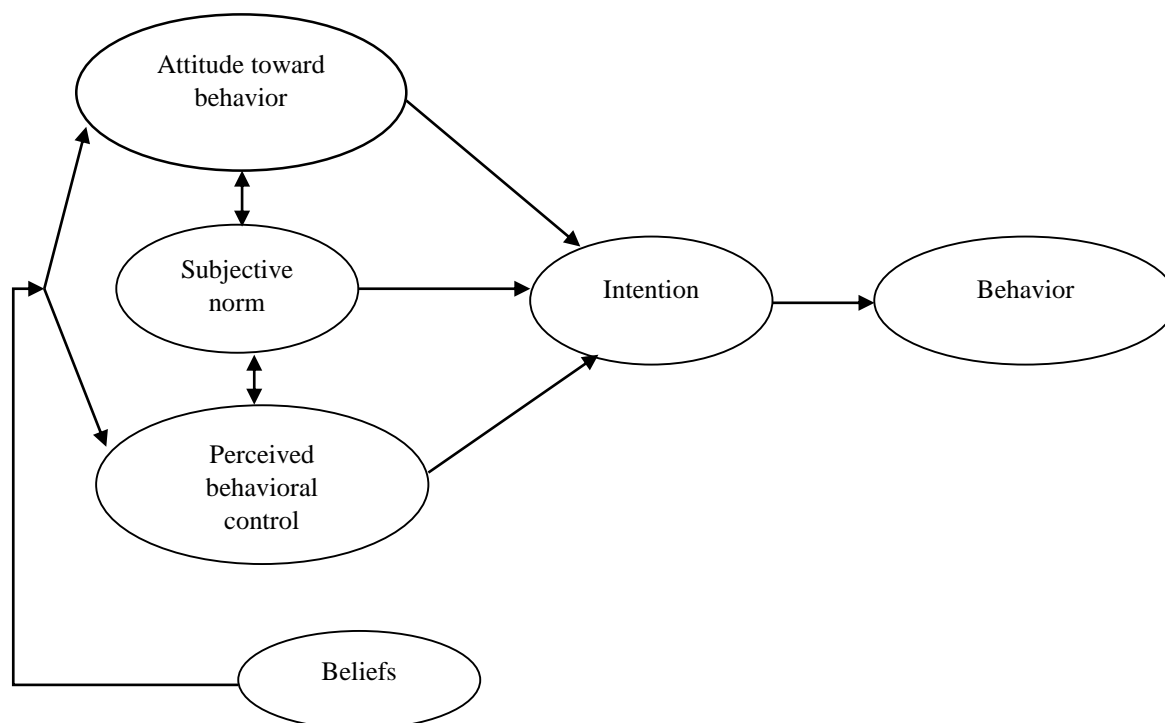 Attitude toward
behavior
Subjective
norm
Intention
Behavior
Perceived
behavioral
control
Beliefs